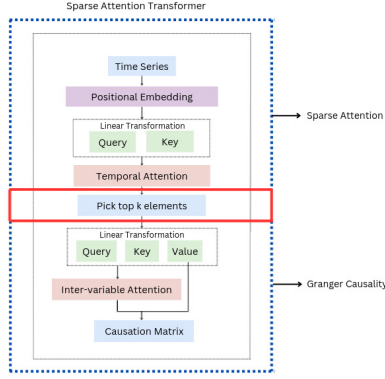 Sparse Attention Transformer
Time Series
Positional Embedding
Linear Transformation
Query Key
Temporal Attention
Pick top k elements
Linear Transformation
Query Key Value
Inter-variable Attention
Causation Matrix
Sparse Attention
Granger Causality